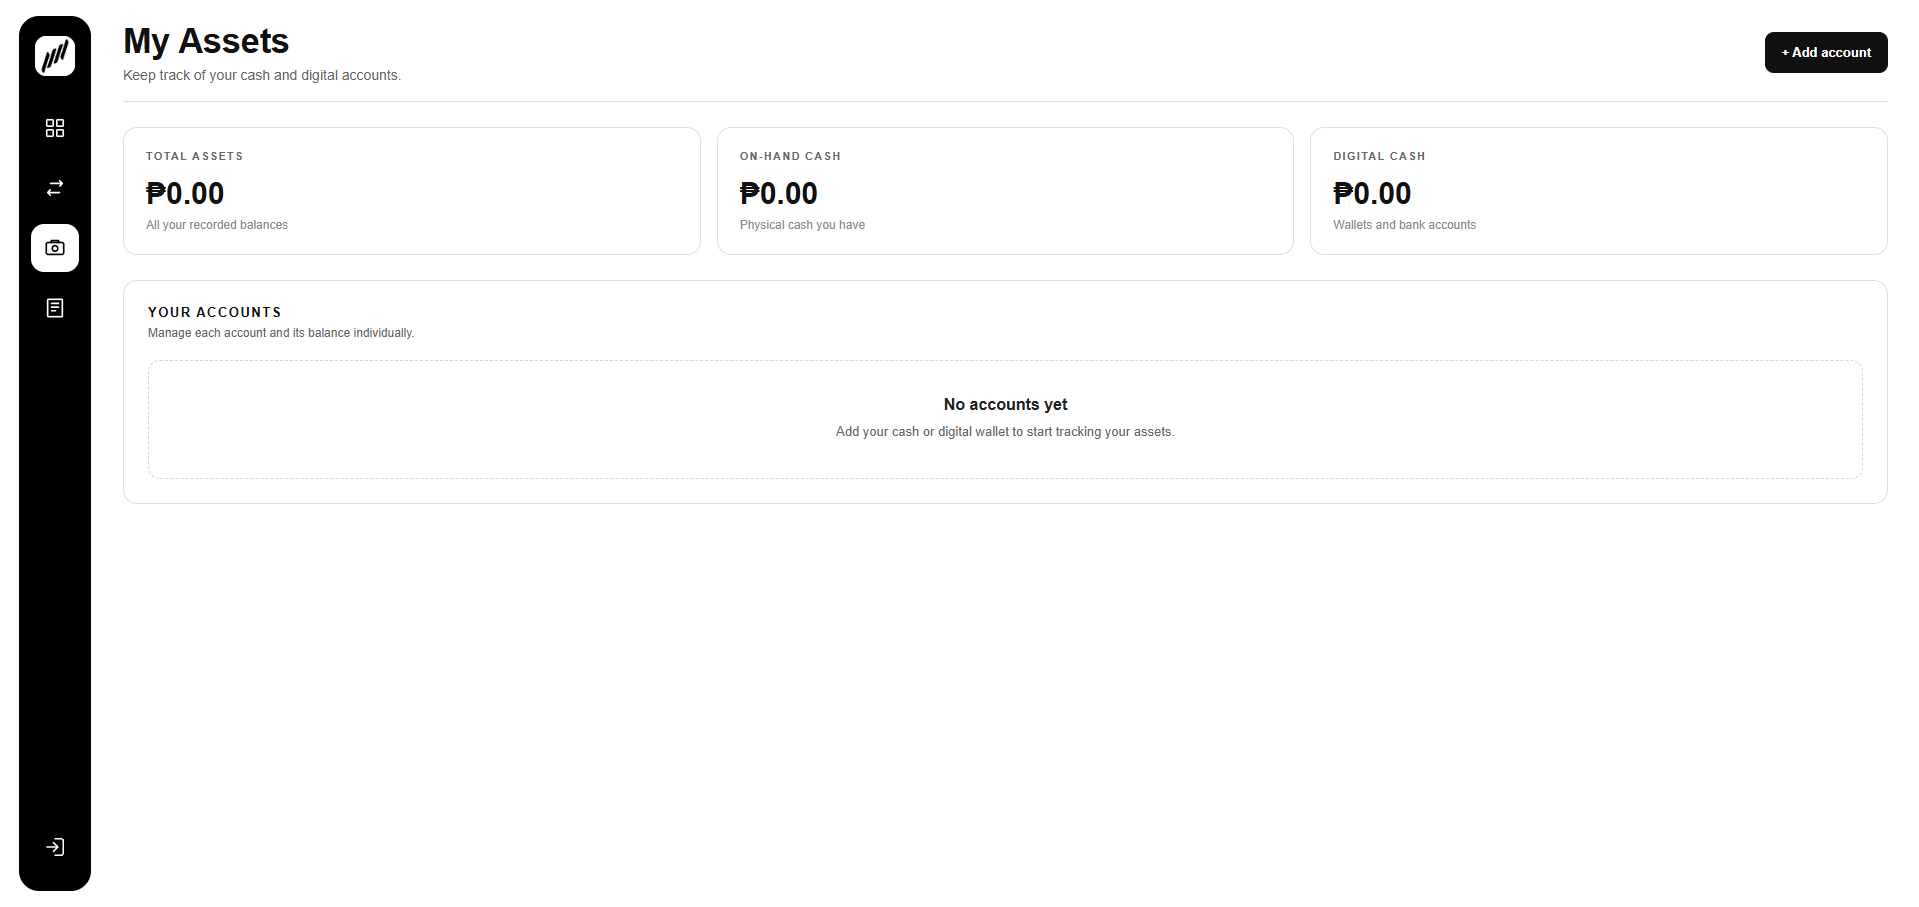 My Assets
Keep track of your cash and digital accounts.
+ Add account
TOTAL ASSETS
₱0.00
All your recorded balances
ON-HAND CASH
₱0.00
Physical cash you have
DIGITAL CASH
₱0.00
Wallets and bank accounts
YOUR ACCOUNTS
Manage each account and its balance individually.
No accounts yet
Add your cash or digital wallet to start tracking your assets.